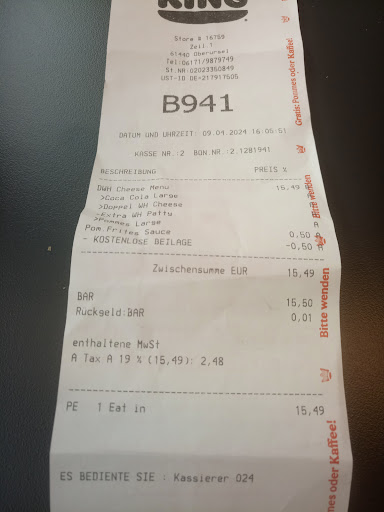 KING
Store # 16799
Zeil 1
61440 Oberursel
Tel:06171/9879749
St.NR 02023350849
UST-ID DE-217917505
B941
DATUM UND UHRZEIT: 09.04.2024 16:05:51
KASSE NR.:2 BON NR.:2.1281941
BESCHREIBUNG PREIS %
DWH Cheese Menu 15,49 A
>Coca Cola Large A
>Doppel WH Cheese
-Extra WH Patty
>Pommes Large A
Pom.Frites Sauce 0,50 A
- KOSTENLOSE BEILAGE -0,50 A
Zwischensumme EUR 15,49
BAR 15,50
Rückgeld:BAR 0,01
enthaltene MwSt
A Tax A 19 % (15,49): 2,48
PE 1 Eat in 15,49
ES BEDIENTE SIE : Kassierer 024
Gratis: Pommes oder Kaffee!
Bitte wenden
Bitte wenden
mes oder Kaffee!